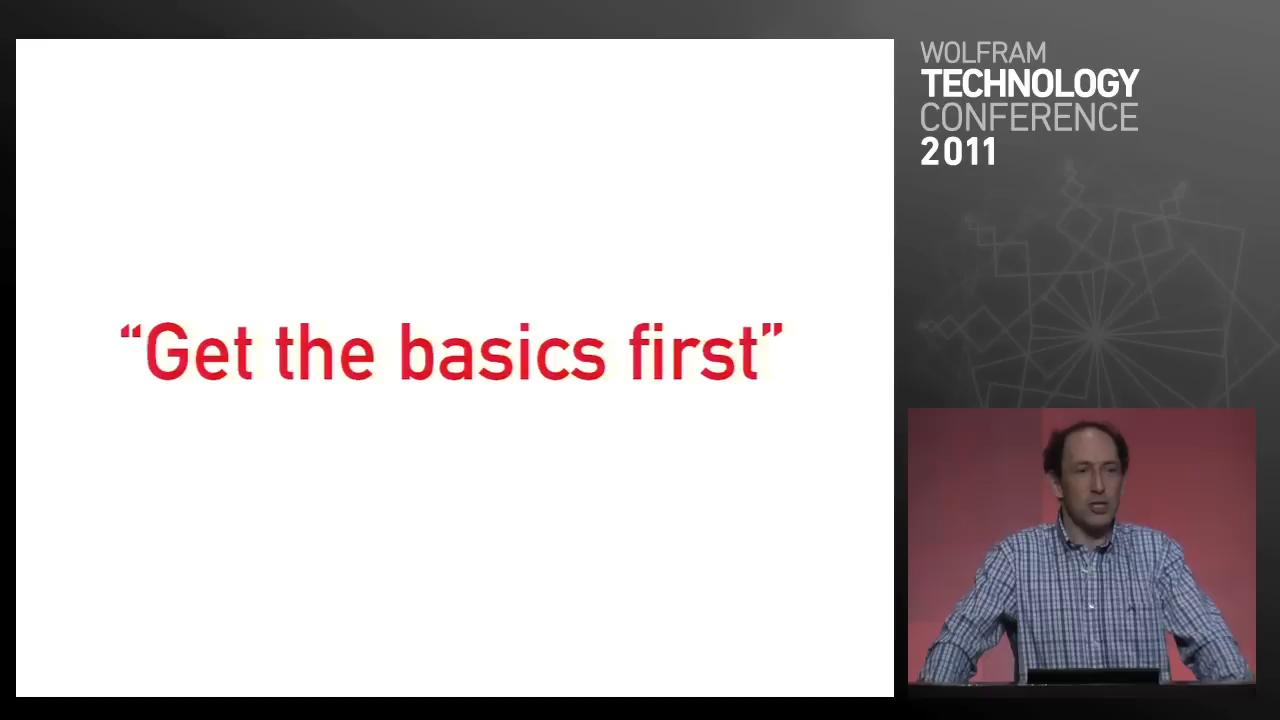 WOLFRAM
TECHNOLOGY
CONFERENCE
2011
“Get the basics first”